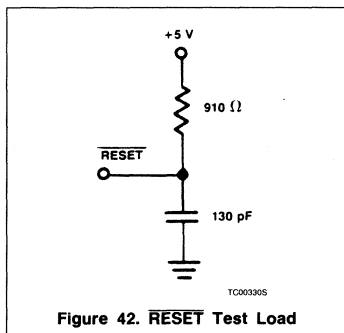 +5 V
910 Ω
RESET
130 pF
TC00330S
Figure 42. RESET Test Load